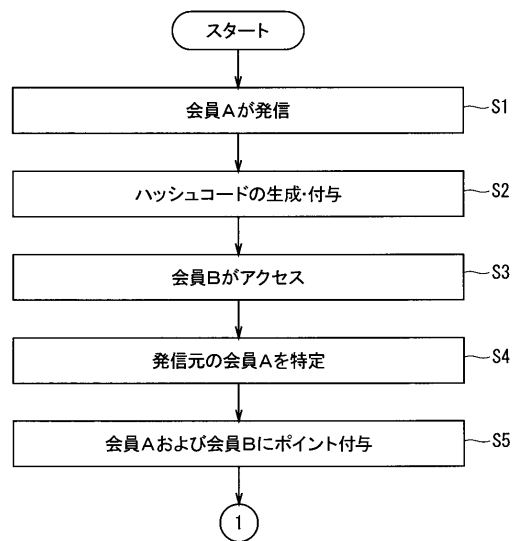 スタート
会員Aが発信
S1
ハッシュコードの生成・付与
S2
会員Bがアクセス
S3
発信元の会員Aを特定
S4
会員Aおよび会員Bにポイント付与
S5
1